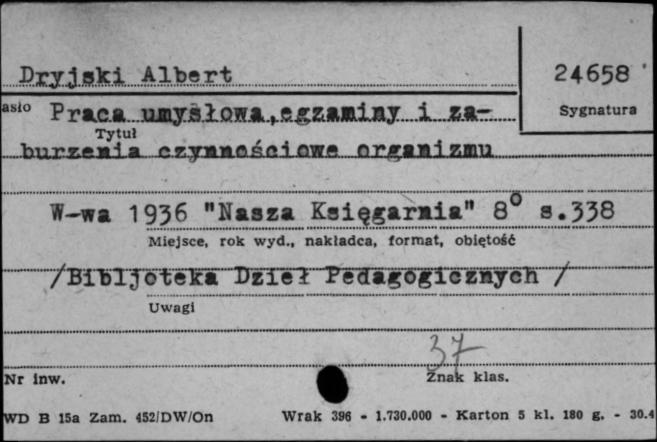 Dryjski Albert
24658
asło Praca umysłowa,egzaminy i za-
Sygnatura
Tytuł
burzenia czynnościowe organizmu
W-wa 1936 "Nasza Księgarnia" 8° s.338
Miejsce, rok wyd., nakładca, format, objętość
/Bibljoteka Dzieł Pedagogicznych /
Uwagi
37
Nr inw.
Znak klas.
WD B 15a Zam. 452/DW/On Wrak 396 - 1.730.000 - Karton 5 kl. 180 g. - 30.4